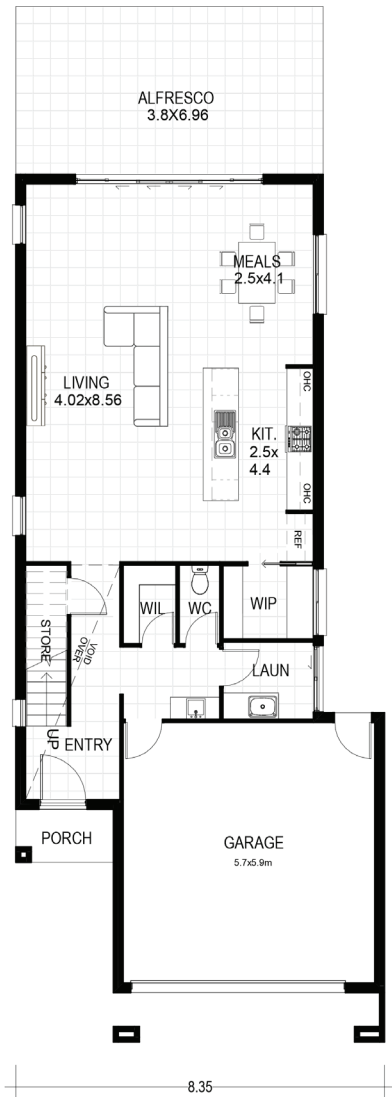 ALFRESCO
3.8X6.96
MEALS
2.5x4.1
OHC
LIVING
4.02x8.56
KIT.
2.5x
4.4
OHC
REF
WIL
WC
WIP
STORE
VOID
OVER
LAUN
UP
ENTRY
PORCH
GARAGE
5.7x5.9m
8.35